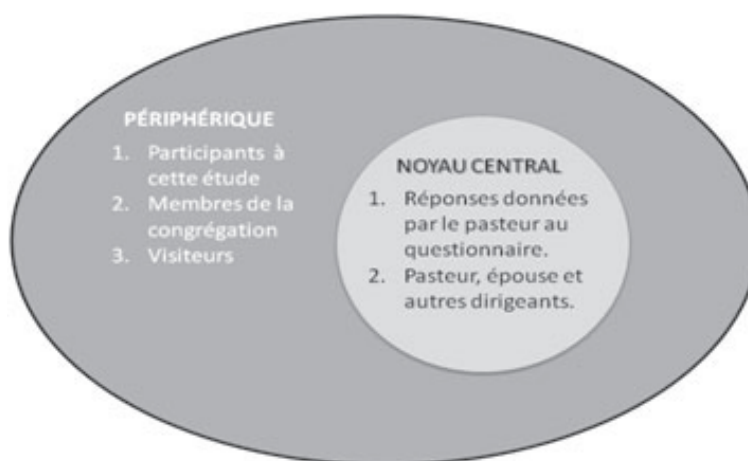 PÉRIPHÉRIQUE
1. Participants à
cette étude
2. Membres de la
congrégation
3. Visiteurs
NOYAU CENTRAL
1. Réponses données
par le pasteur au
questionnaire.
2. Pasteur, épouse et
autres dirigeants.